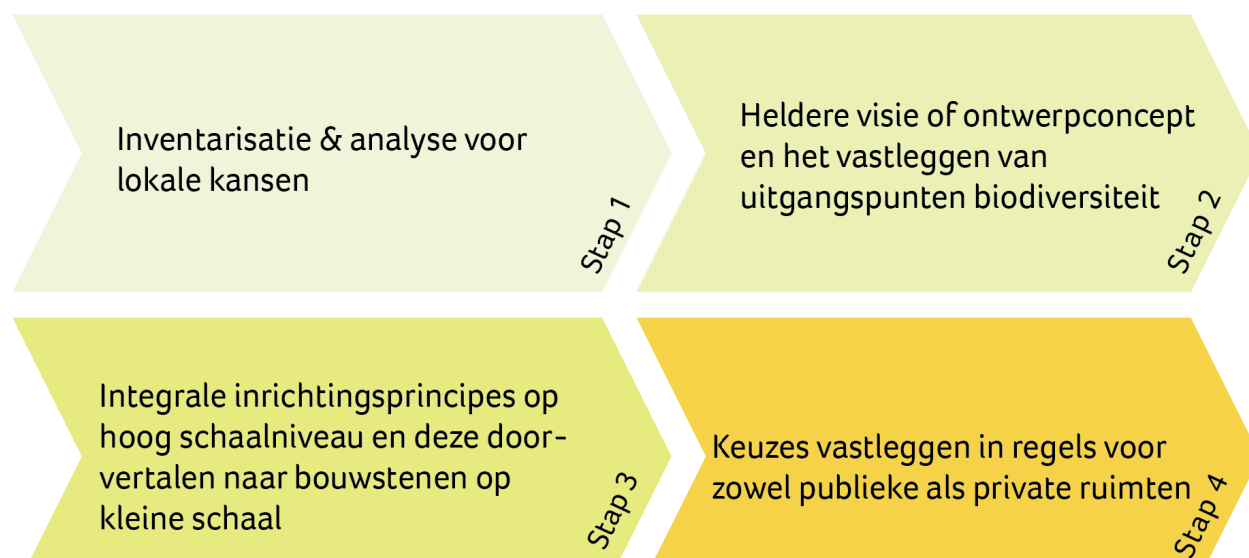 Inventarisatie & analyse voor
lokale kansen
Stap 1
Heldere visie of ontwerpconcept
en het vastleggen van
uitgangspunten biodiversiteit
Stap 2
Integrale inrichtingsprincipes op
hoog schaalniveau en deze door-
vertalen naar bouwstenen op
kleine schaal
Stap 3
Keuzes vastleggen in regels voor
zowel publieke als private ruimten
Stap 4